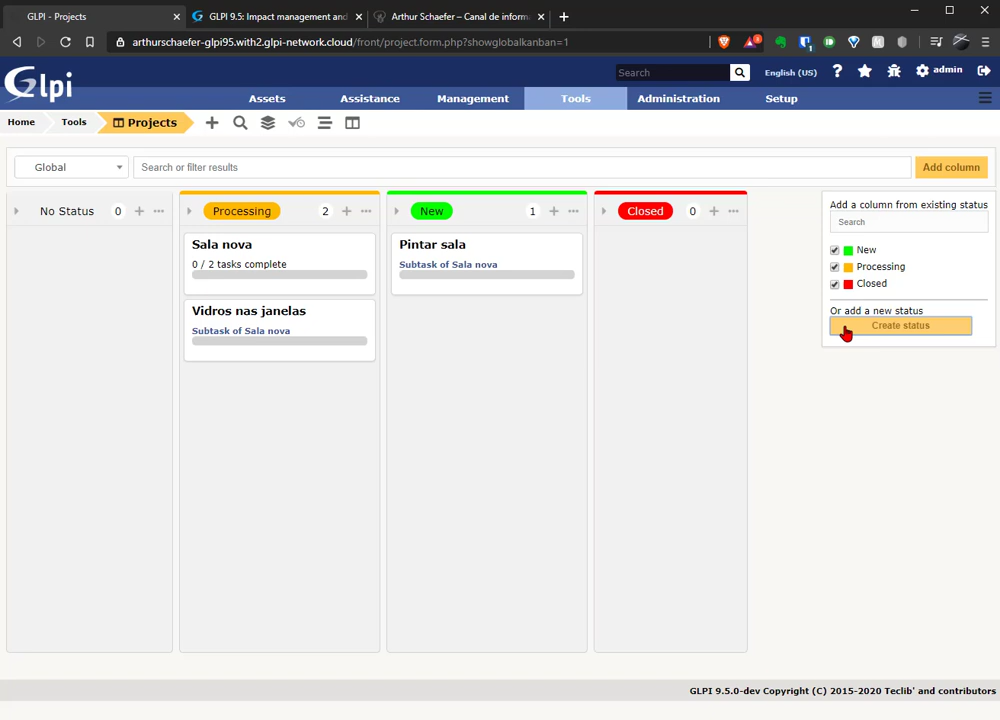 GLPI - Projects
GLPI 9.5: Impact management and
Arthur Schaefer – Canal de inform
arthurschaefer-glpi95.with2.glpi-network.cloud/front/project.form.php?showglobalkanban=1
Glpi
Search
English (US)
admin
Assets
Assistance
Management
Tools
Administration
Setup
Home
Tools
Projects
Global
Search or filter results
Add column
No Status 0
Processing 2
New 1
Closed 0
Sala nova
0 / 2 tasks complete
Vidros nas janelas
Subtask of Sala nova
Pintar sala
Subtask of Sala nova
Add a column from existing status
Search
New
Processing
Closed
Or add a new status
Create status
GLPI 9.5.0-dev Copyright (C) 2015-2020 Teclib' and contributors